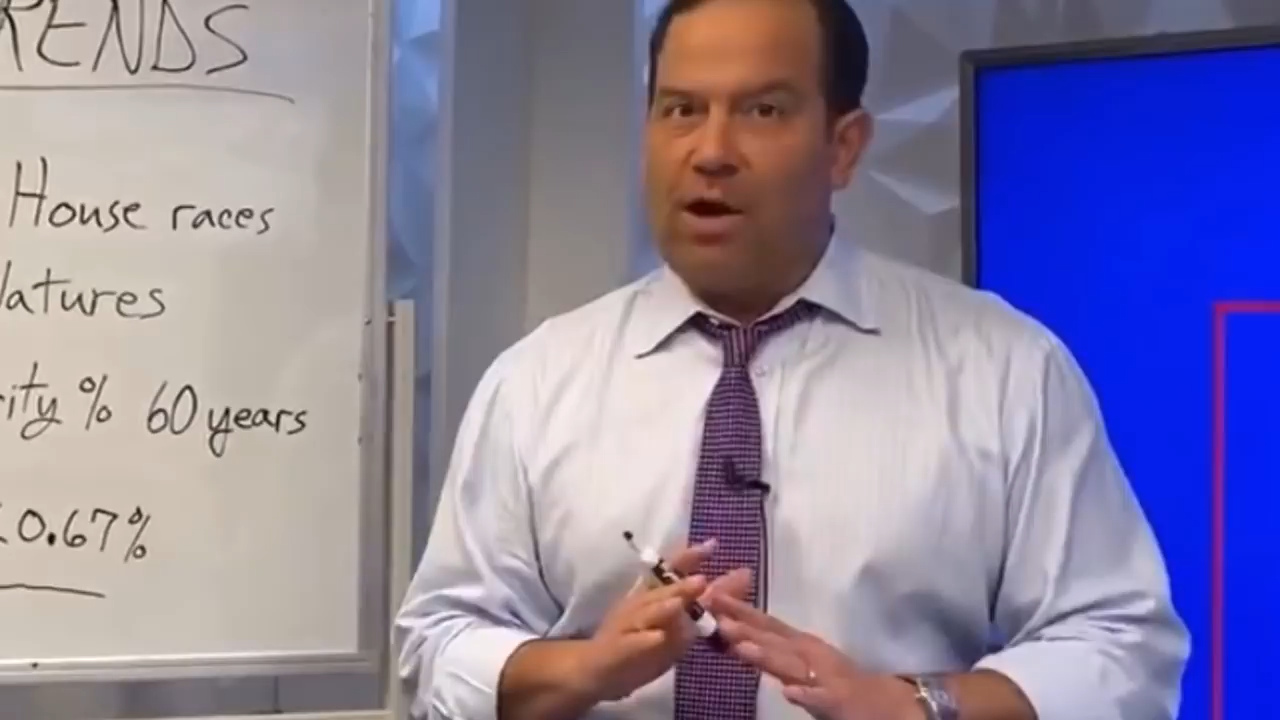 RENDS
House races
latures
rity % 60 years
0.67%